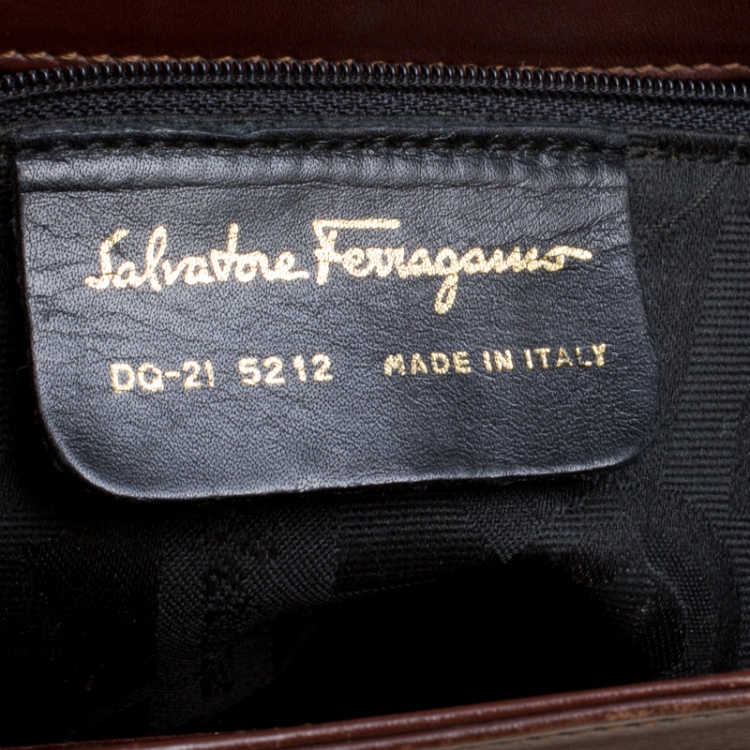 Salvatore Ferragamo
DQ-21 5212 MADE IN ITALY